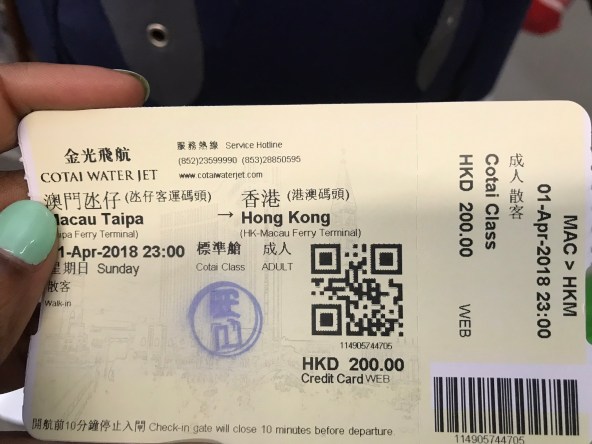 金光飛航
COTAI WATER JET
服務熱線 Service Hotline
(852)23599990 (853)28850595
www.cotaiwaterjet.com
澳門氹仔 (氹仔客運碼頭)
Macau Taipa
Taipa Ferry Terminal)
→
香港 (港澳碼頭)
Hong Kong
(HK-Macau Ferry Terminal)
1-Apr-2018 23:00 標準艙 成人
星期日 Sunday Cotai Class ADULT
散客
Walk-in
已用
114905744705
HKD 200.00
Credit Card WEB
開航前10分鐘停止入閘 Check-in gate will close 10 minutes before departure
MAC > HKM
01-Apr-2018 23:00
成人 散客
Cotai Class
HKD 200.00 WEB
114905744705